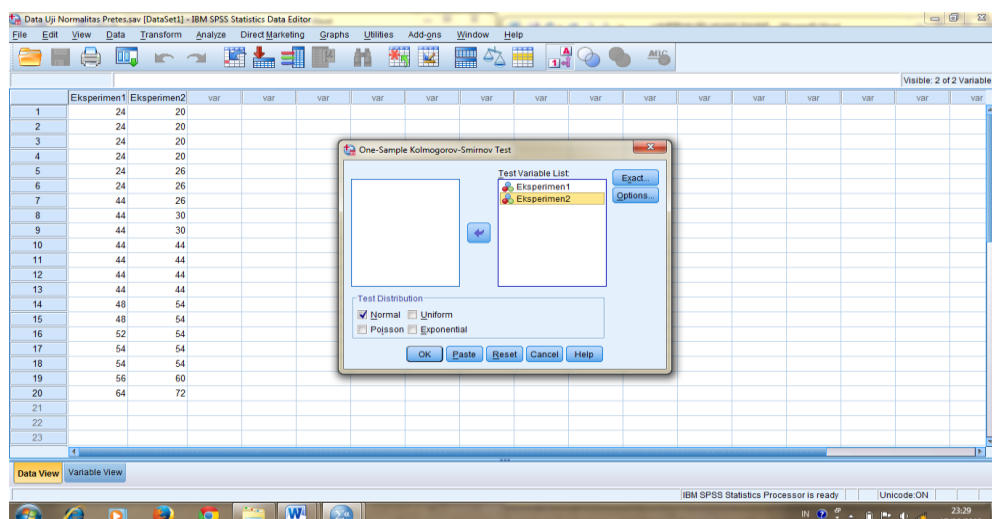 Data Uji Normalitas Pretes.sav [DataSet1] - IBM SPSS Statistics Data Editor
File Edit View Data Transform Analyze Direct Marketing Graphs Utilities Add-ons Window Help
Visible: 2 of 2 Variable
Eksperimen1 Eksperimen2 var var var var var var var var var var var var var var var
1 24 20
2 24 20
3 24 20
4 24 20
5 24 26
6 24 26
7 44 26
8 44 30
9 44 30
10 44 44
11 44 44
12 44 44
13 44 44
14 48 54
15 48 54
16 52 54
17 54 54
18 54 54
19 56 60
20 64 72
21
22
23
One-Sample Kolmogorov-Smirnov Test
Test Variable List:
Eksperimen1
Eksperimen2
Exact...
Options...
Test Distribution
Normal Uniform
Poisson Exponential
OK Paste Reset Cancel Help
Data View Variable View
IBM SPSS Statistics Processor is ready Unicode:ON
IN 23:29